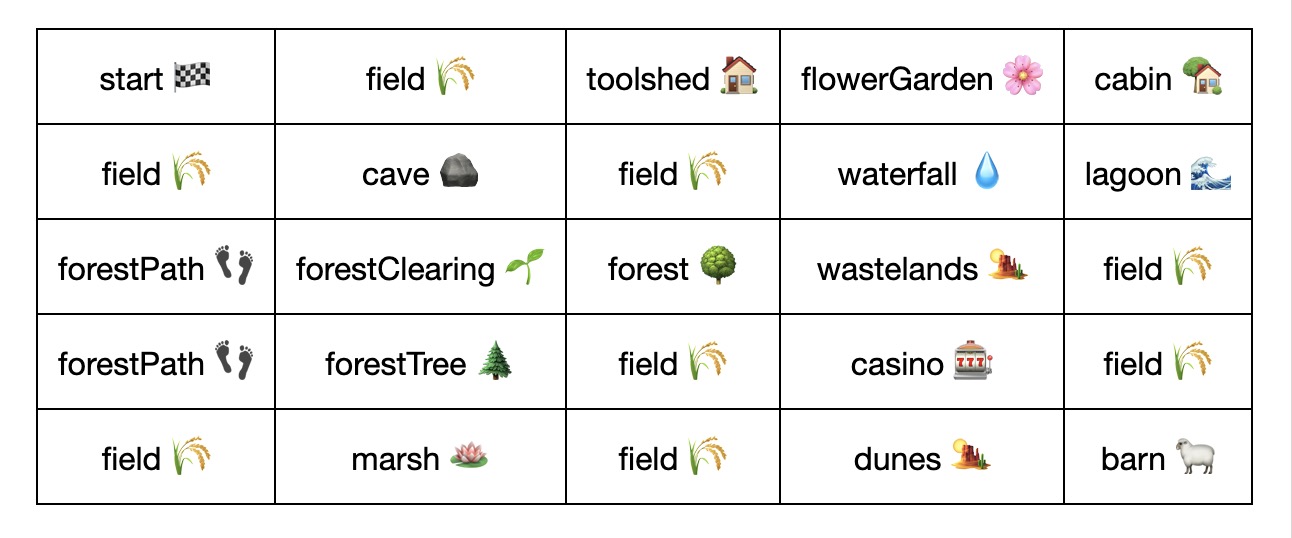 start 🏁 field 🌾 toolshed 🏠 flowerGarden 🌸 cabin 🏡
field 🌾 cave 🪨 field 🌾 waterfall 💧 lagoon 🌊
forestPath 👣 forestClearing 🌱 forest 🌳 wastelands 🏜️ field 🌾
forestPath 👣 forestTree 🌲 field 🌾 casino 🎰 field 🌾
field 🌾 marsh 🪷 field 🌾 dunes 🏜️ barn 🐑